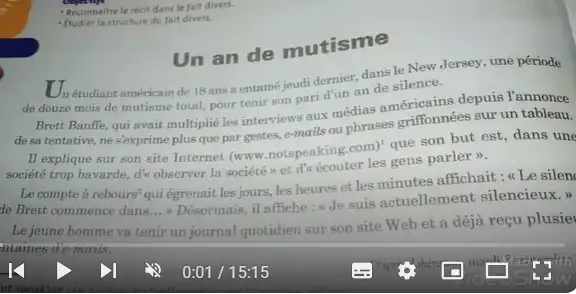 Objectifs
• Reconnaître le récit dans le fait divers.
• Étudier la structure du fait divers.
Un an de mutisme
Un étudiant américain de 18 ans a entamé jeudi dernier, dans le New Jersey, une période
de douze mois de mutisme total, pour tenir son pari d'un an de silence.
Brett Banffe, qui avait multiplié les interviews aux médias américains depuis l'annonce
de sa tentative, ne s'exprime plus que par gestes, e-mails ou phrases griffonnées sur un tableau.
Il explique sur son site Internet (www.notspeaking.com)¹ que son but est, dans une
société trop bavarde, d'« observer la société » et d'« écouter les gens parler ».
Le compte à rebours² qui égrenait les jours, les heures et les minutes affichait : « Le silen
de Brett commence dans... » Désormais, il affiche : « Je suis actuellement silencieux. »
Le jeune homme va tenir un journal quotidien sur son site Web et a déjà reçu plusie
ntaines d'e-mails.
0:01 / 15:15